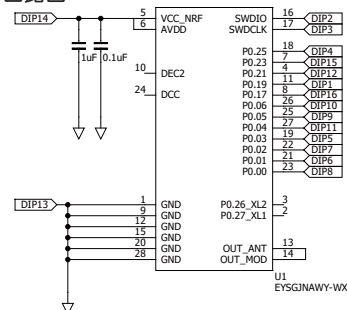 DIP14
5
VCC_NRF
SWDIO
16
DIP2
6
AVDD
SWDCLK
17
DIP3
1uF
0.1uF
P0.25
18
DIP4
P0.23
7
DIP15
10
DEC2
P0.21
4
DIP12
P0.19
11
DIP1
24
DCC
P0.17
8
DIP16
P0.06
26
DIP10
P0.05
25
DIP9
P0.04
27
DIP11
P0.03
19
DIP5
P0.02
22
DIP7
P0.01
21
DIP6
P0.00
23
DIP8
DIP13
1
GND
P0.26_XL2
3
9
GND
P0.27_XL1
2
12
GND
15
GND
20
GND
OUT_ANT
13
28
GND
OUT_MOD
14
U1
EYSGJNAWY-WX